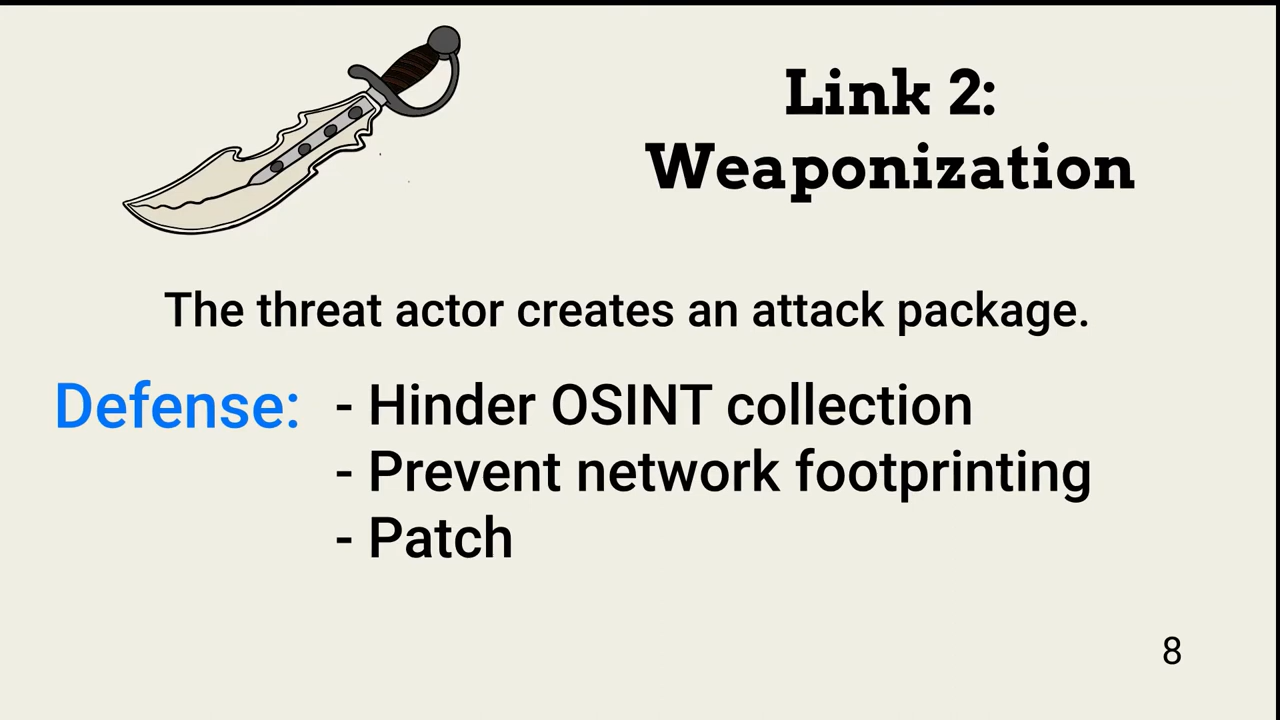 Link 2:
Weaponization
The threat actor creates an attack package.
Defense: - Hinder OSINT collection
- Prevent network footprinting
- Patch
8